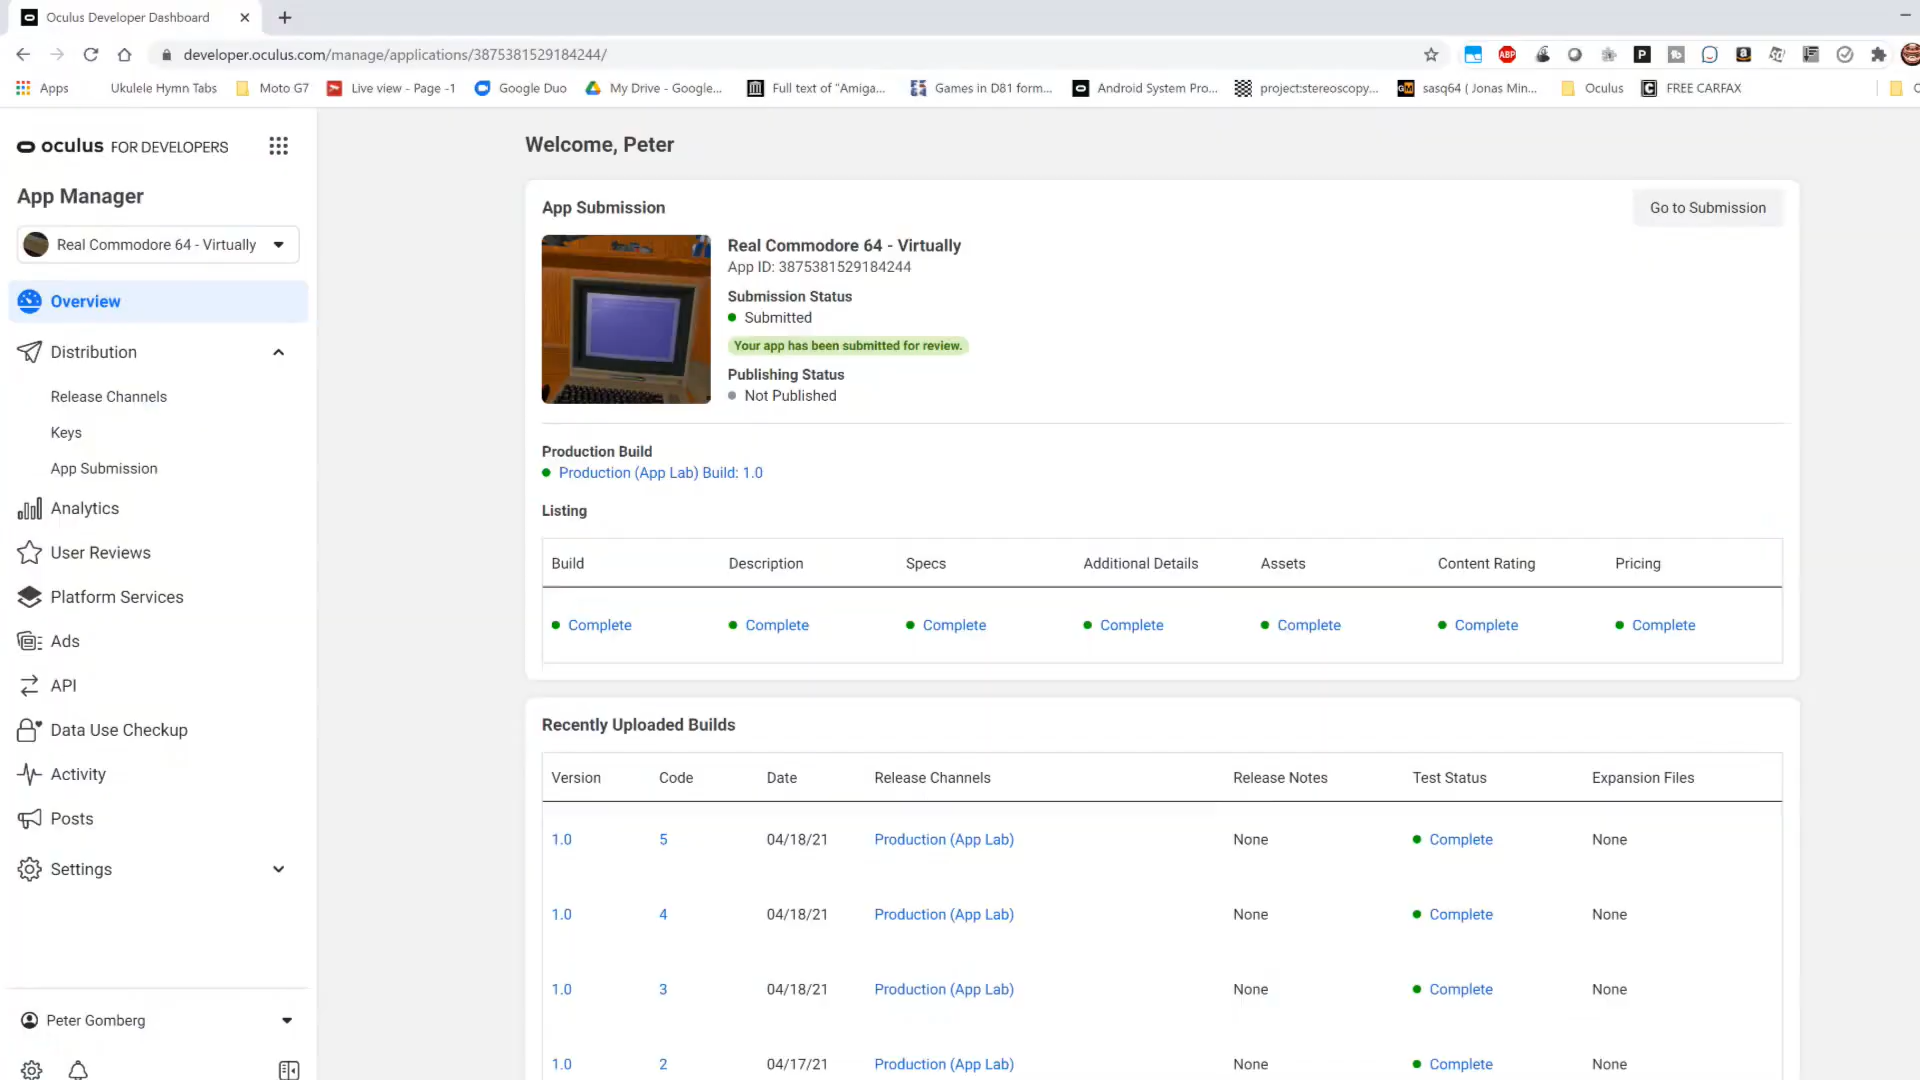 Oculus Developer Dashboard
developer.oculus.com/manage/applications/3875381529184244/
ABP
P
Apps
Ukulele Hymn Tabs
Moto G7
Live view - Page -1
Google Duo
My Drive - Google...
Full text of "Amiga...
Games in D81 form...
Android System Pro...
project:stereoscopy...
GM
sasq64 ( Jonas Min...
Oculus
FREE CARFAX
oculus FOR DEVELOPERS
App Manager
Real Commodore 64 - Virtually
Overview
Distribution
Release Channels
Keys
App Submission
Analytics
User Reviews
Platform Services
Ads
API
Data Use Checkup
Activity
Posts
Settings
Peter Gomberg
Welcome, Peter
App Submission
Go to Submission
Real Commodore 64 - Virtually
App ID: 3875381529184244
Submission Status
Submitted
Your app has been submitted for review.
Publishing Status
Not Published
Production Build
Production (App Lab) Build: 1.0
Listing
Build Description Specs Additional Details Assets Content Rating Pricing
Complete Complete Complete Complete Complete Complete Complete
Recently Uploaded Builds
Version Code Date Release Channels Release Notes Test Status Expansion Files
1.0 5 04/18/21 Production (App Lab) None Complete None
1.0 4 04/18/21 Production (App Lab) None Complete None
1.0 3 04/18/21 Production (App Lab) None Complete None
1.0 2 04/17/21 Production (App Lab) None Complete None